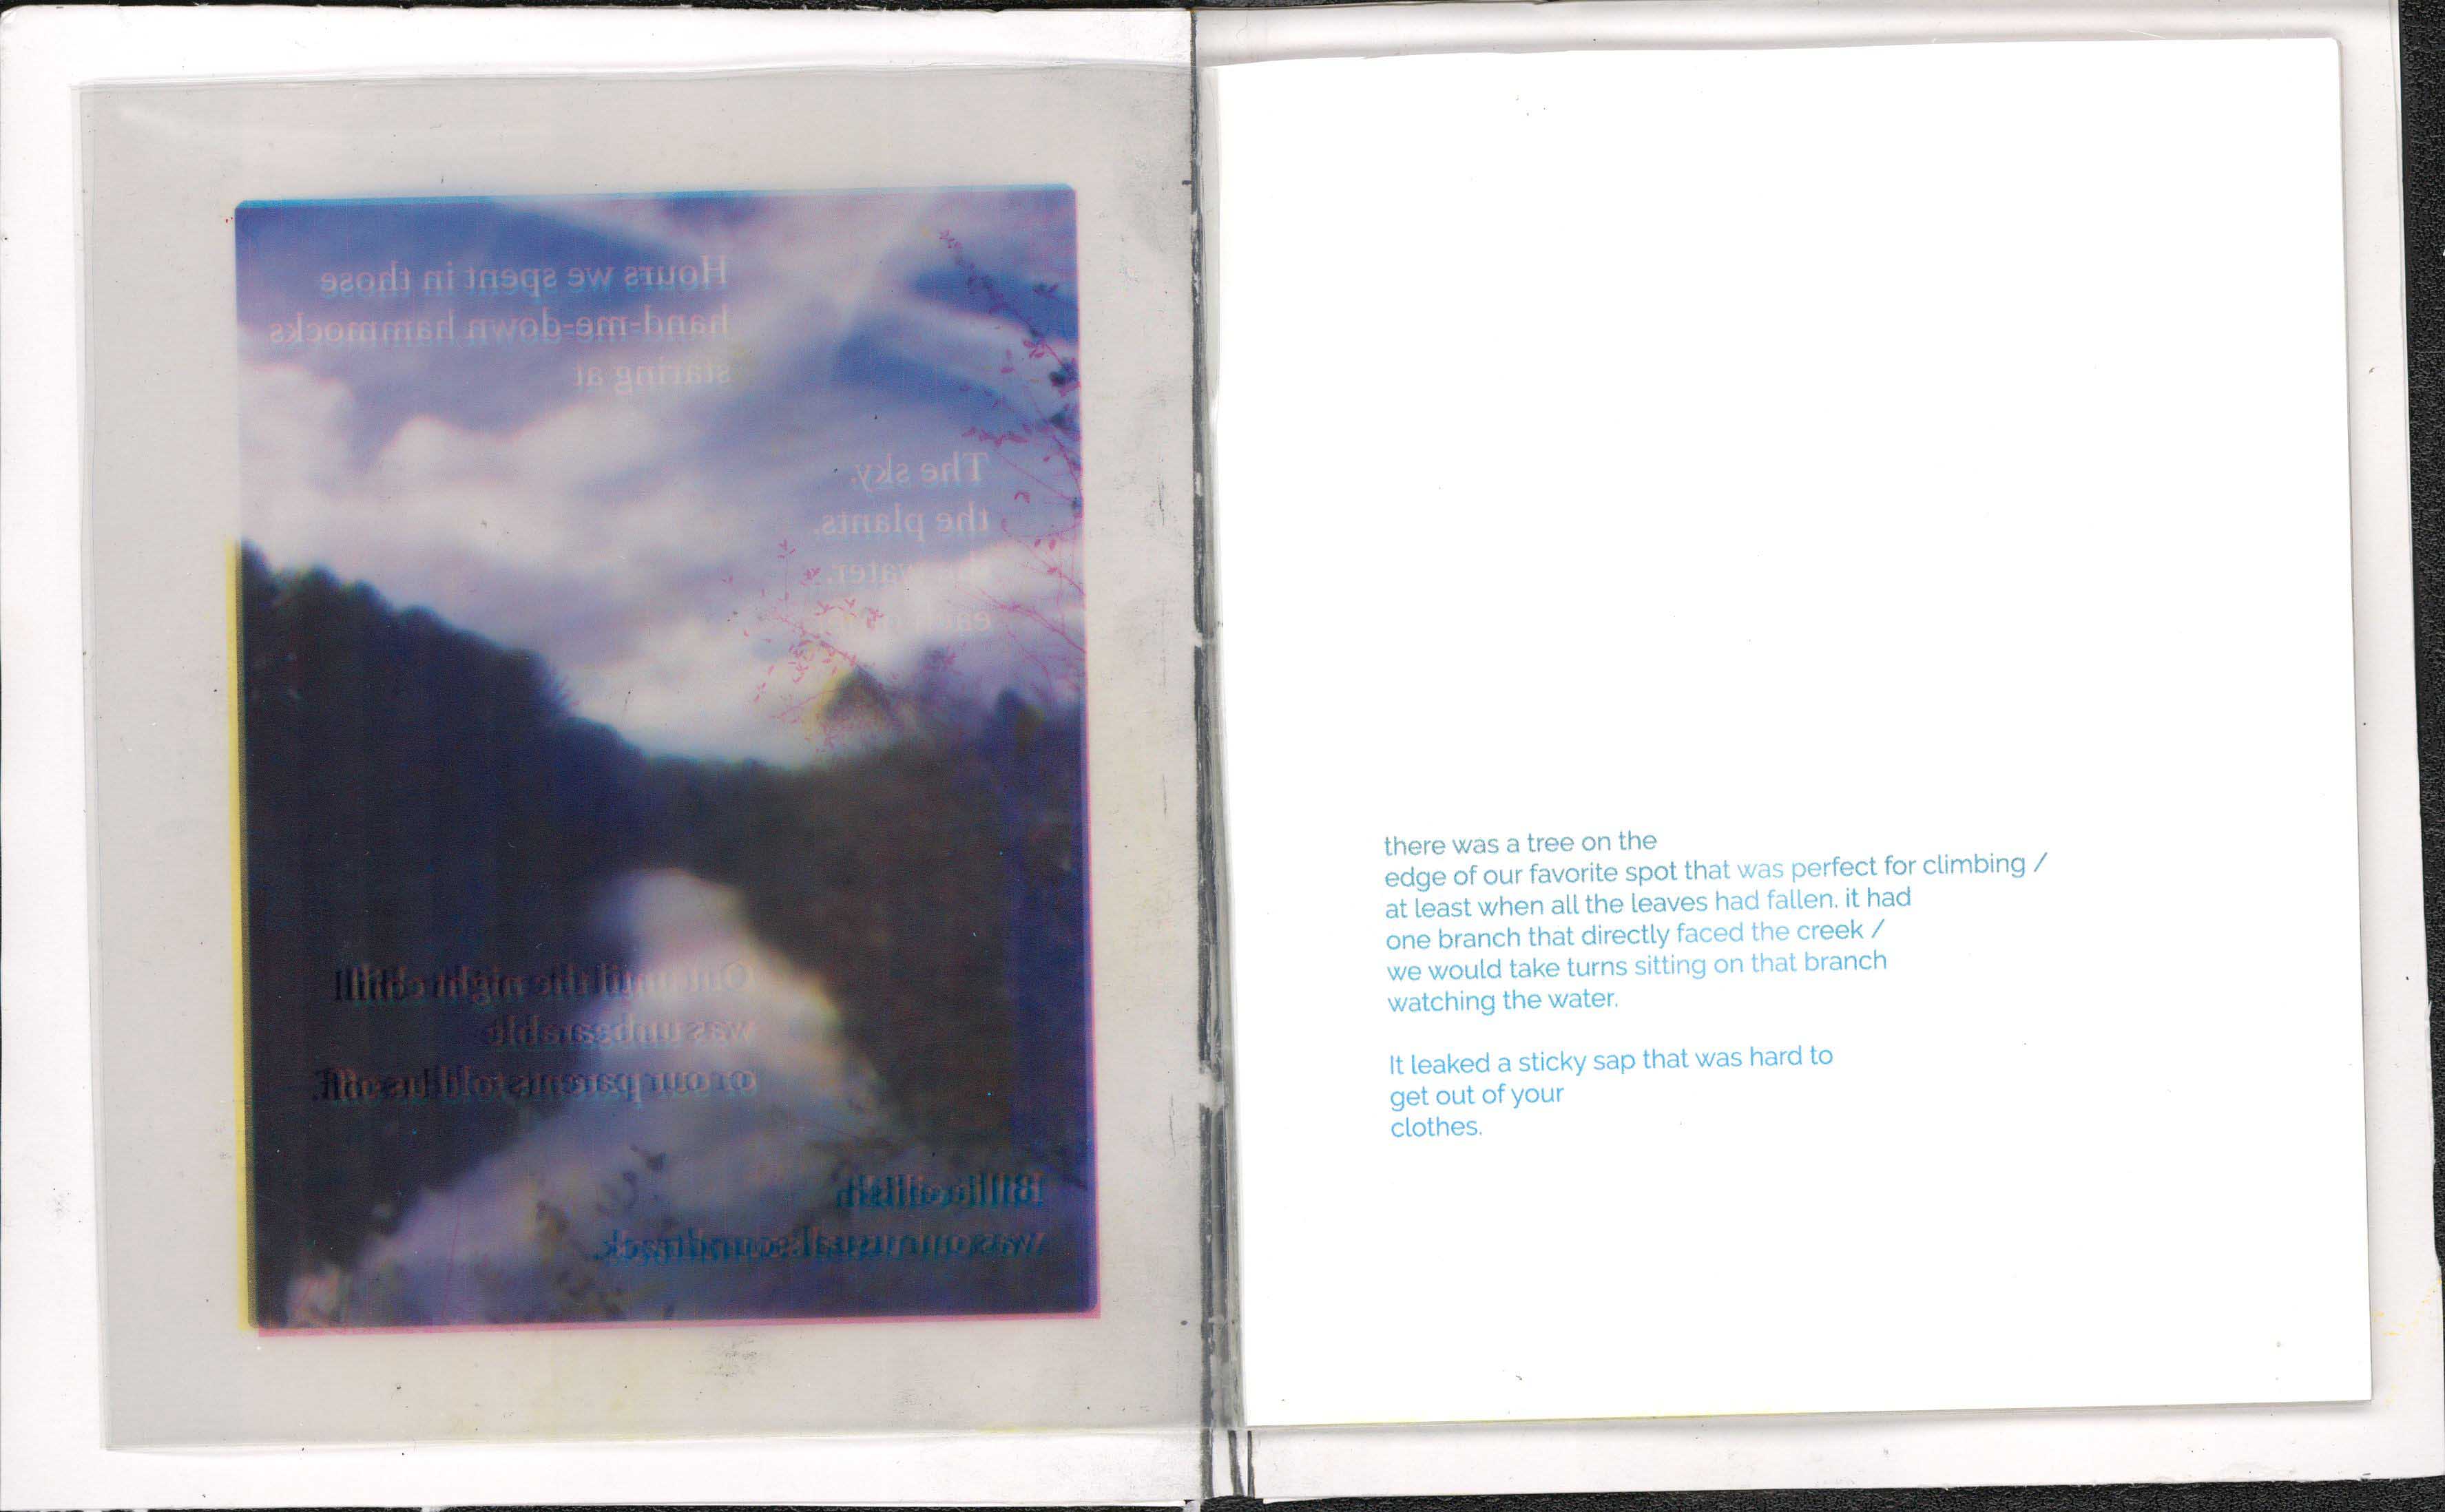 Hours we spent in those
hand-me-down hammocks
staring at
The sky.
the plants.
the water.
each other.
Out until the night chill
was unbearable
or our parents told us off.
Billie eilish
was our usual soundtrack.
there was a tree on the
edge of our favorite spot that was perfect for climbing /
at least when all the leaves had fallen. it had
one branch that directly faced the creek /
we would take turns sitting on that branch
watching the water.
It leaked a sticky sap that was hard to
get out of your
clothes.